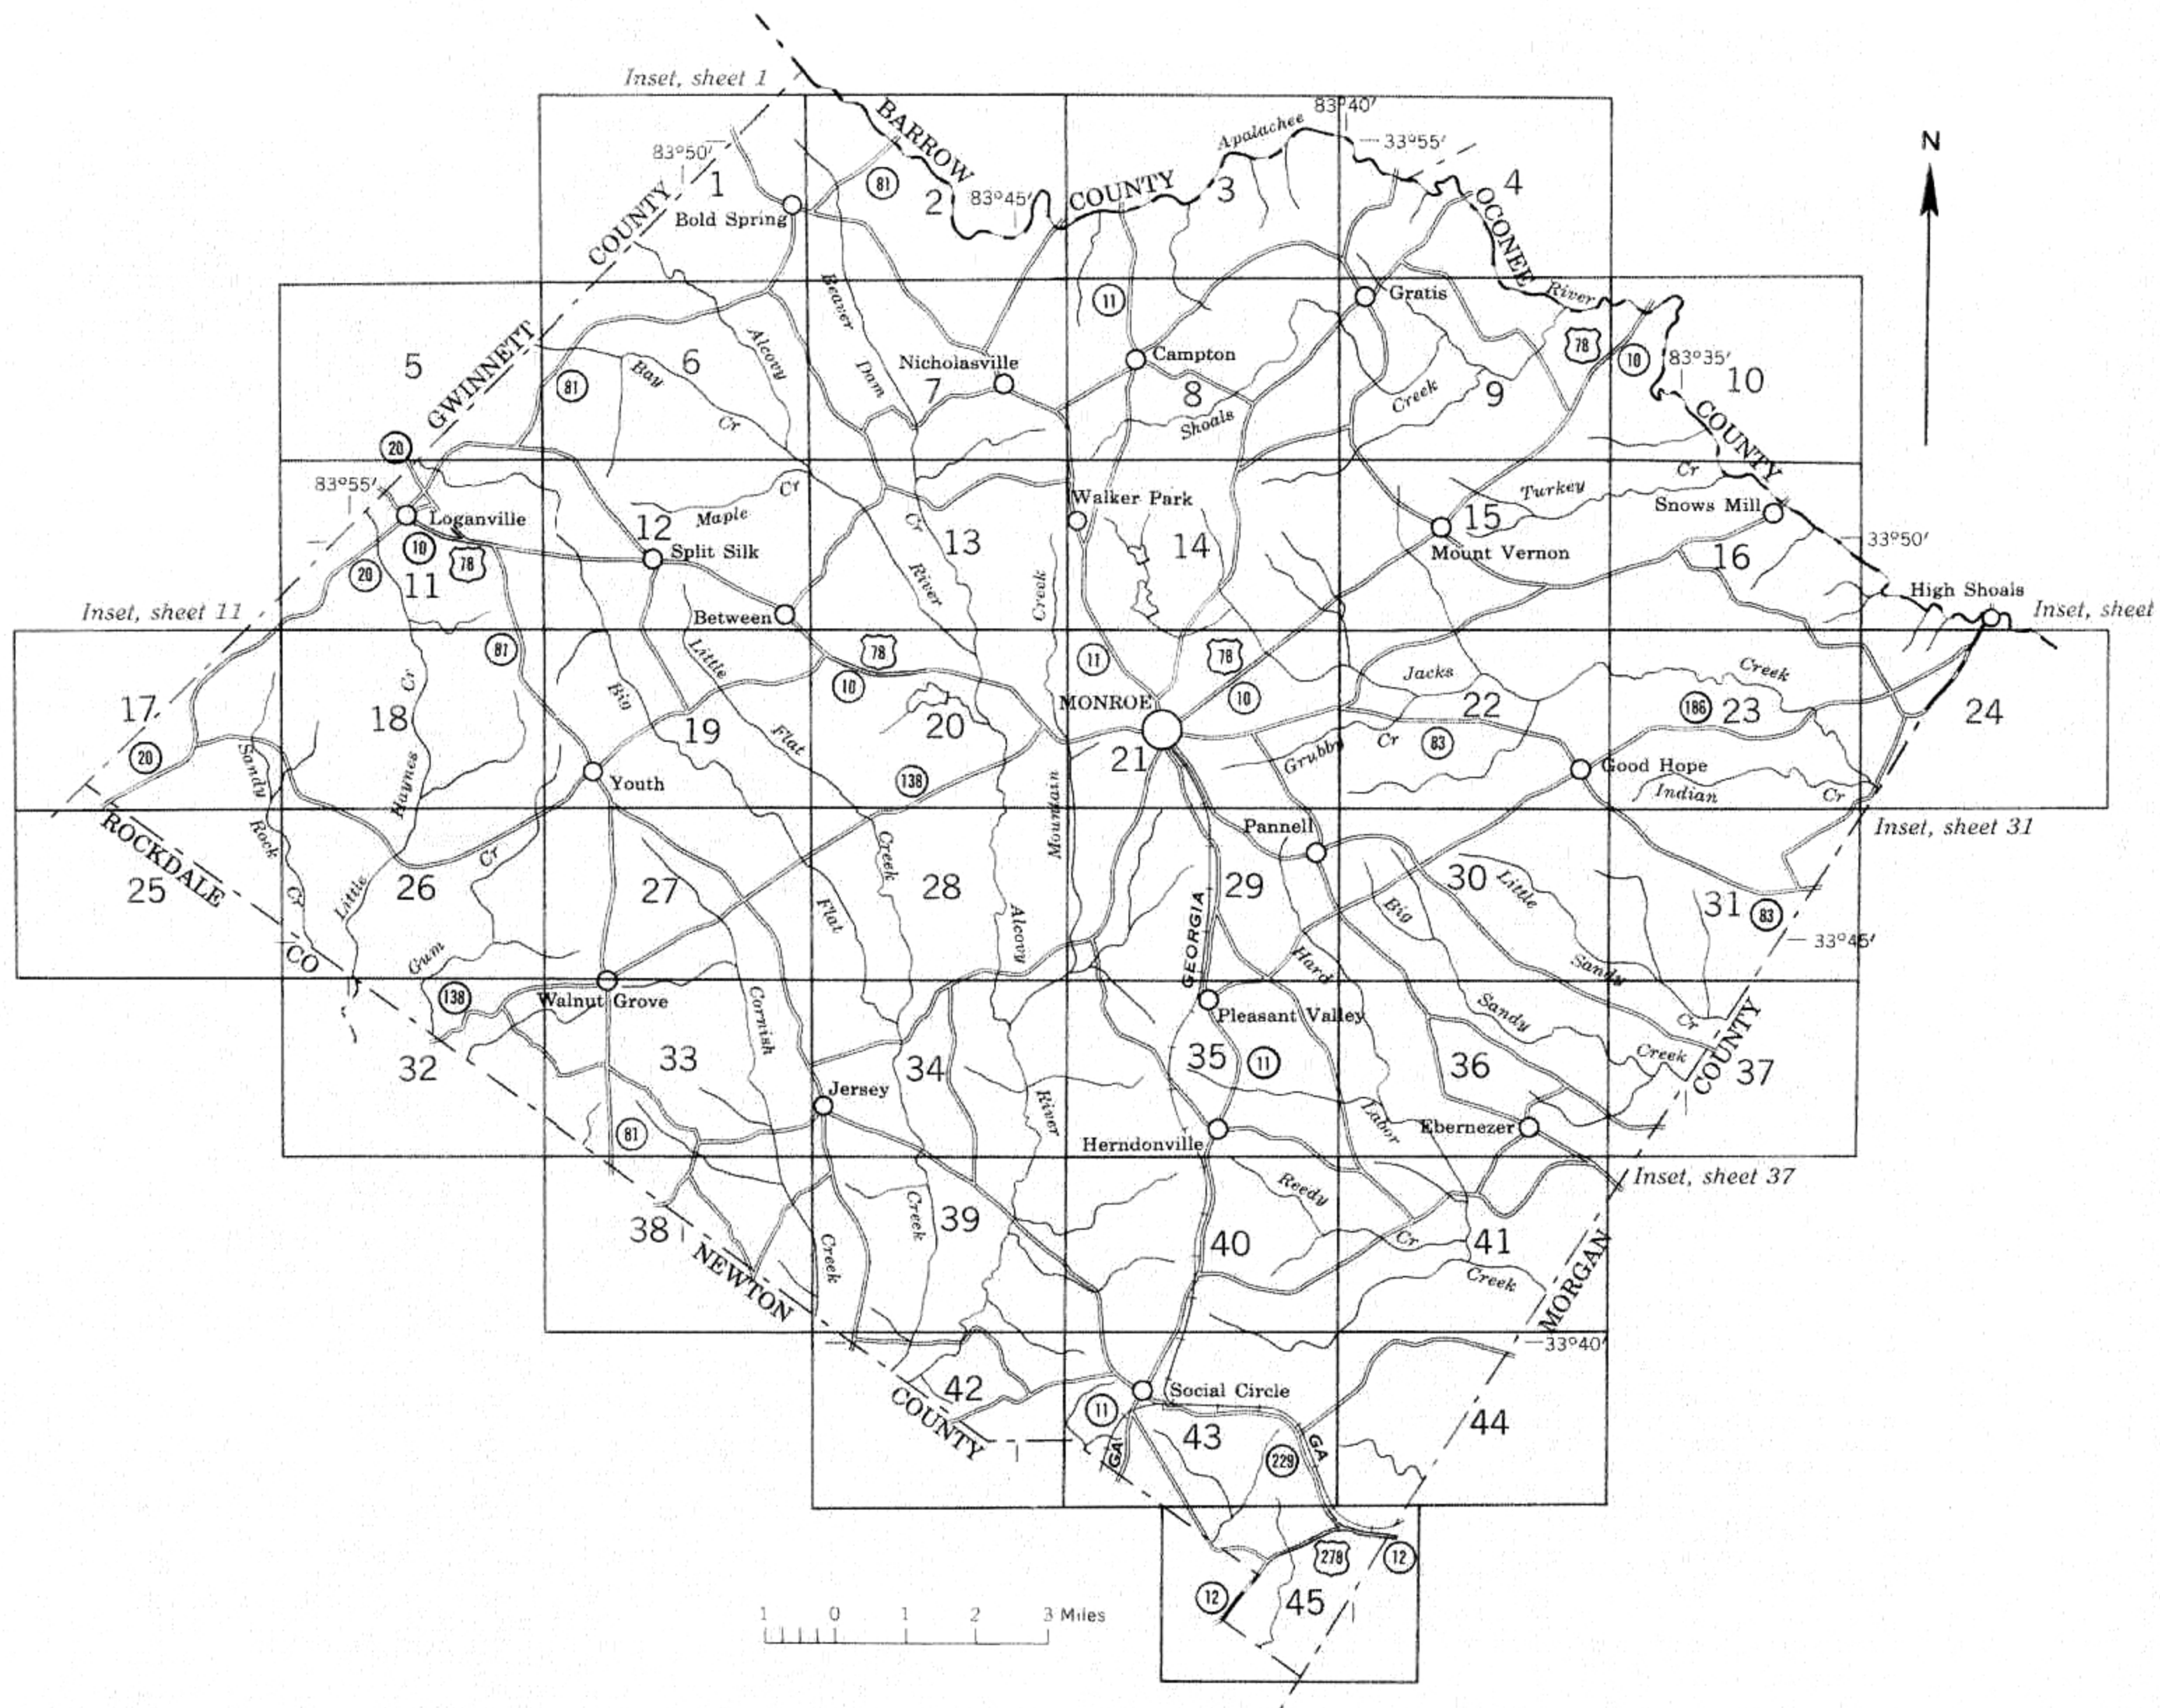 Inset, sheet 1
BARROW
COUNTY
Apalachee
83°40′
33°55′
N
83°50′
1
81
2
83°45′
3
4
COUNTY
OCONEE
Bold Spring
Beaver
11
Gratis
River
5
GWINNETT
81
6
Bay
Cr
Alcovy
Dam
Nicholasville
7
Campton
8
Shoals
Creek
9
78
10
83°35′
10
COUNTY
20
83°55′
Loganville
10
78
20
11
12
Maple
Cr
Split Silk
Cr
13
River
Creek
Walker Park
14
Turkey
Cr
15
Mount Vernon
Snows Mill
16
33°50′
High Shoals
Inset, sheet
Inset, sheet 11
Between
81
Little
78
10
11
78
10
Jacks
Creek
17
20
Sandy
18
Cr
Haynes
Big
19
Flat
20
138
MONROE
21
Grubby
Cr
83
22
186
23
24
Youth
Good Hope
Indian
Cr
Inset, sheet 31
ROCKDALE
CO
25
Rock
Cr
Little
26
Cr
Gum
27
Flat
Creek
28
Alcovy
Mountain
Pannell
29
GEORGIA
Hard
Big
30
Little
Sandy
31
83
33°45′
138
Walnut Grove
32
33
Cornish
34
Pleasant Valley
35
11
Sandy
Creek
36
Cr
COUNTY
37
81
Jersey
River
Herndonville
Labor
Ebernezer
Inset, sheet 37
38
NEWTON
Creek
Creek
39
Reedy
Cr
40
41
Creek
MORGAN
33°40′
42
COUNTY
Social Circle
11
GA
43
229
GA
44
278
12
12
45
1 0 1 2 3 Miles